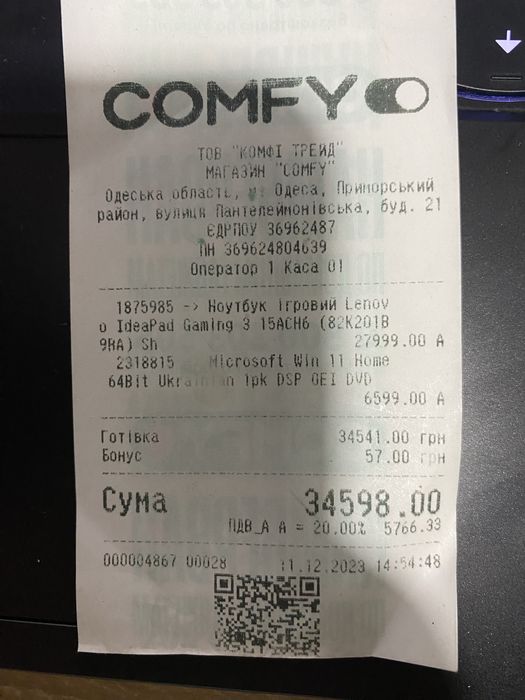 COMFY
ТОВ "КОМФІ ТРЕЙД"
МАГАЗИН "COMFY"
Одеська область, м. Одеса, Приморський
район, вулиця Пантелеймонівська, буд. 21
ЄДРПОУ 36962487
ПН 369624804639
Оператор 1 Каса 01
1875985 -> Ноутбук ігровий Lenov
o IdeaPad Gaming 3 15ACH6 (82K201B
9RA) Sh 27999.00 А
2318815 Microsoft Win 11 Home
64Bit Ukrainian 1pk DSP OEI DVD
6599.00 А
Готівка 34541.00 грн
Бонус 57.00 грн
Сума 34598.00
ПДВ_А А = 20.00% 5766.33
000004867 00028 11.12.2023 14:54:48